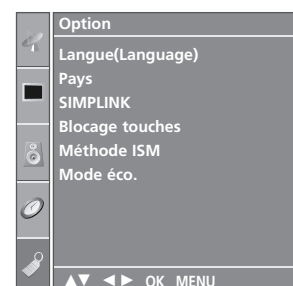 Option
Langue(Language)
Pays
SIMPLINK
Blocage touches
Méthode ISM
Mode éco.
▲▼ ◄► OK MENU